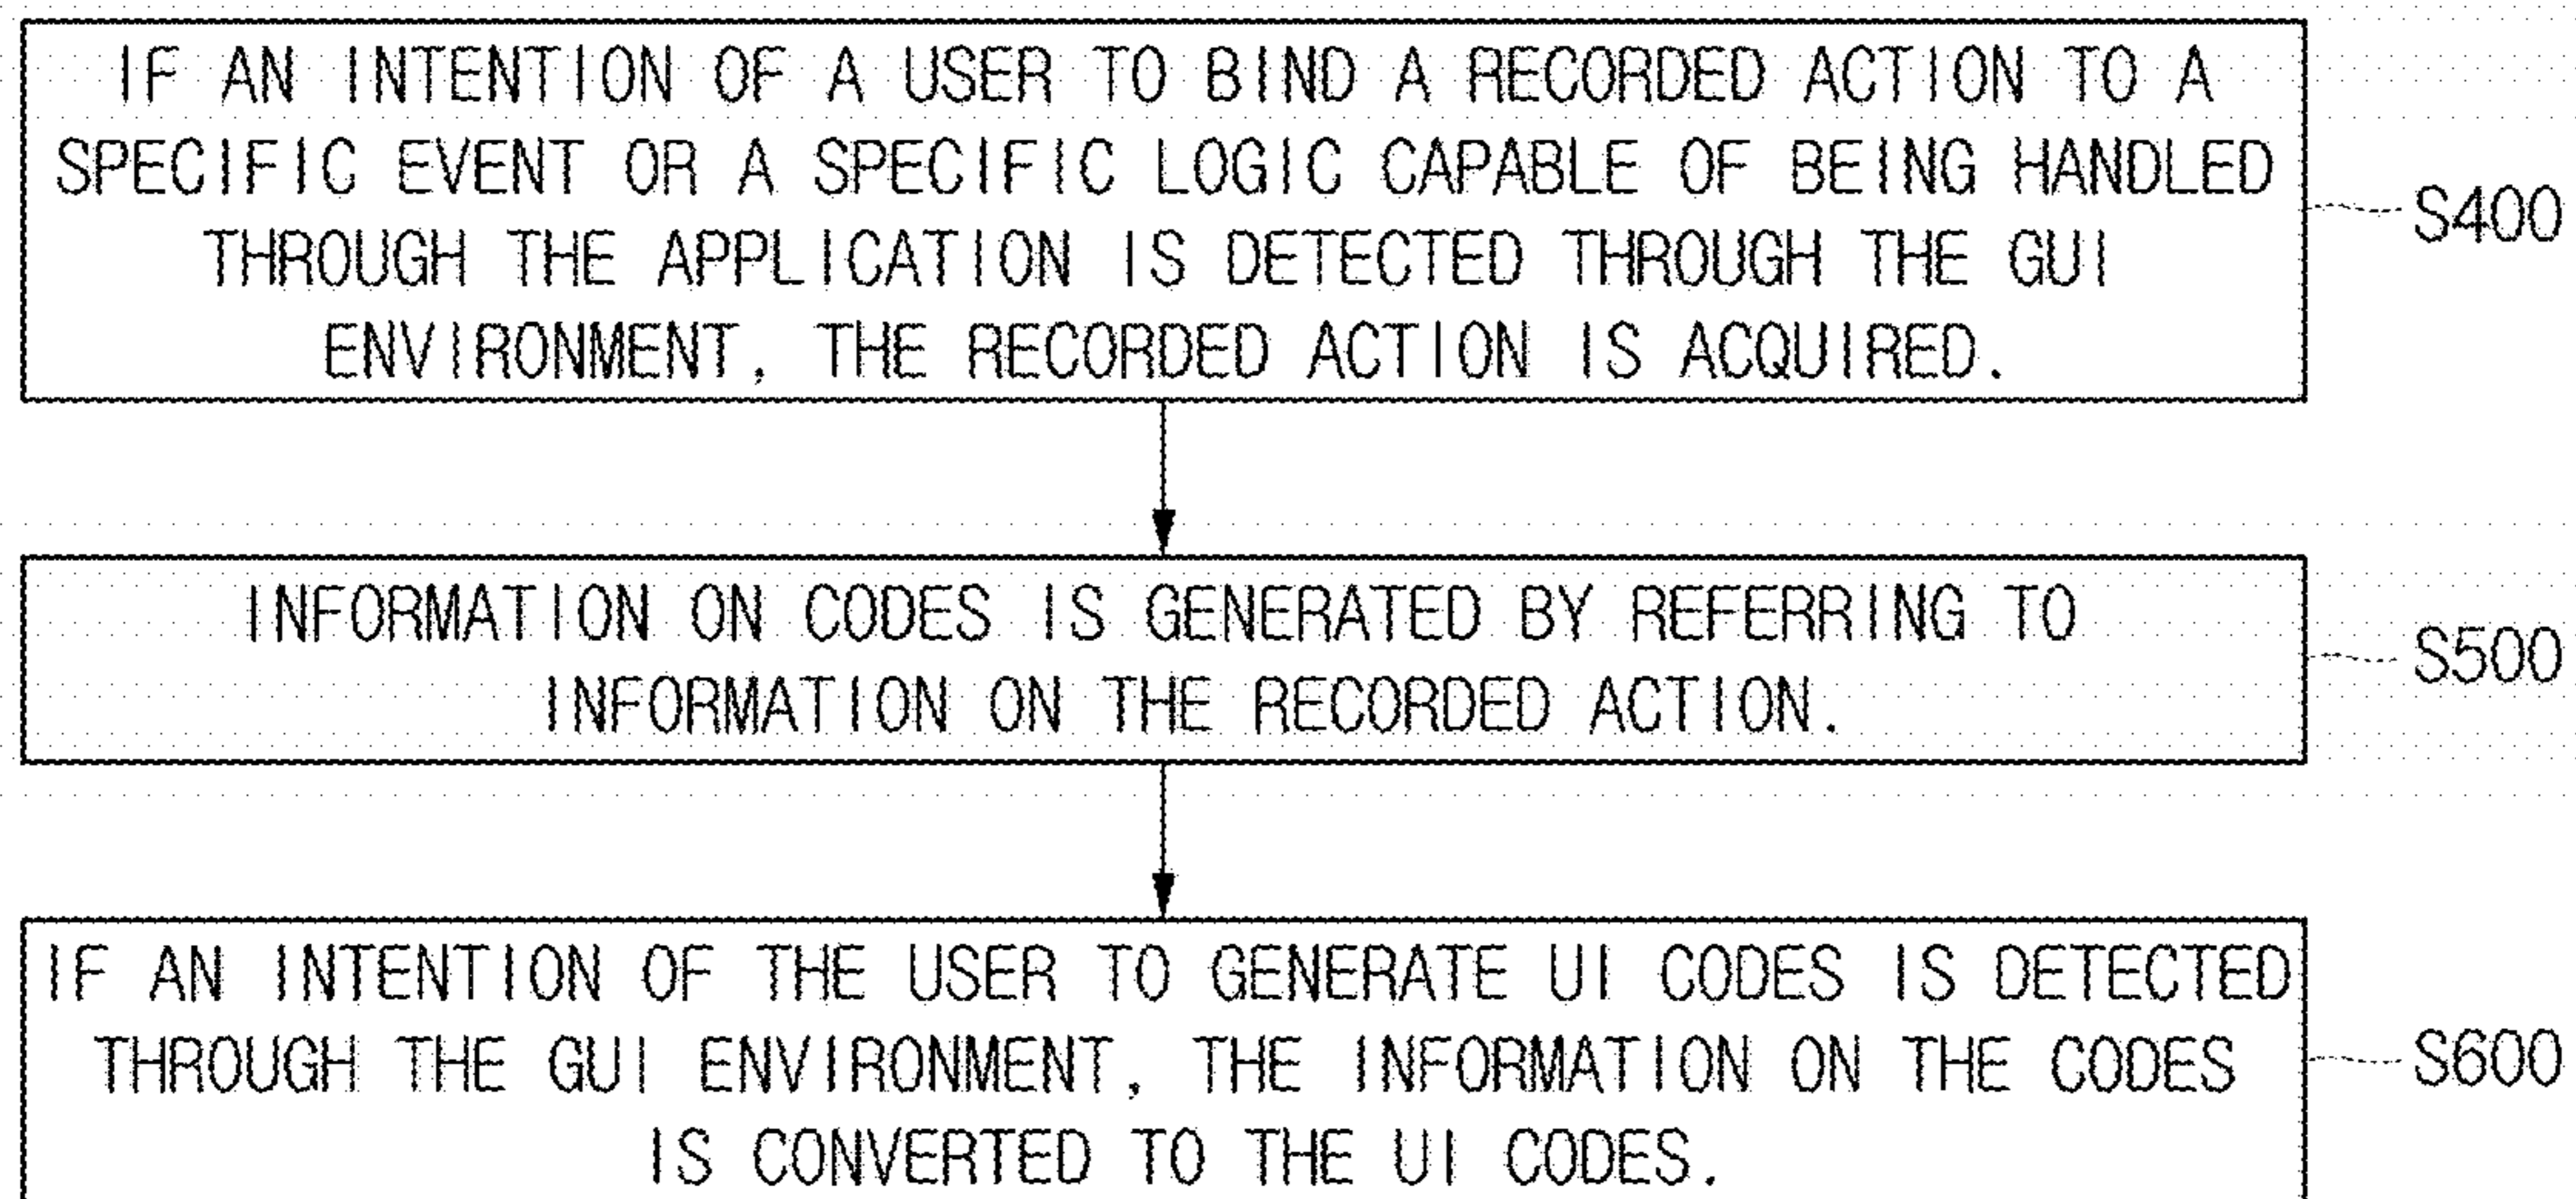 IF AN INTENTION OF A USER TO BIND A RECORDED ACTION TO A
SPECIFIC EVENT OR A SPECIFIC LOGIC CAPABLE OF BEING HANDLED
THROUGH THE APPLICATION IS DETECTED THROUGH THE GUI
ENVIRONMENT, THE RECORDED ACTION IS ACQUIRED.
S400
INFORMATION ON CODES IS GENERATED BY REFERRING TO
INFORMATION ON THE RECORDED ACTION.
S500
IF AN INTENTION OF THE USER TO GENERATE UI CODES IS DETECTED
THROUGH THE GUI ENVIRONMENT, THE INFORMATION ON THE CODES
IS CONVERTED TO THE UI CODES.
S600